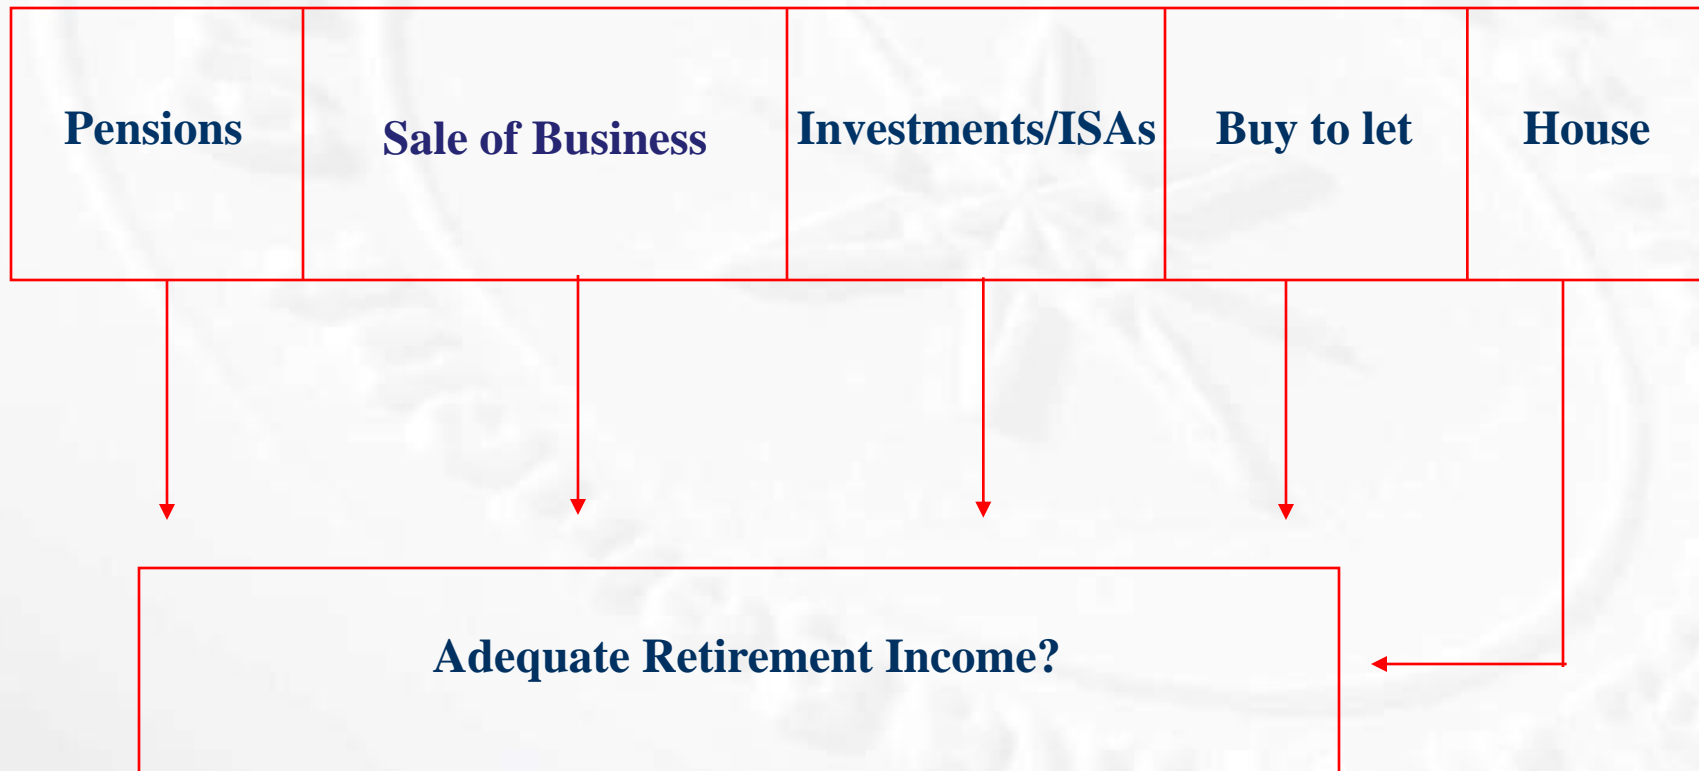 Pensions
Sale of Business
Investments/ISAs
Buy to let
House
Adequate Retirement Income?